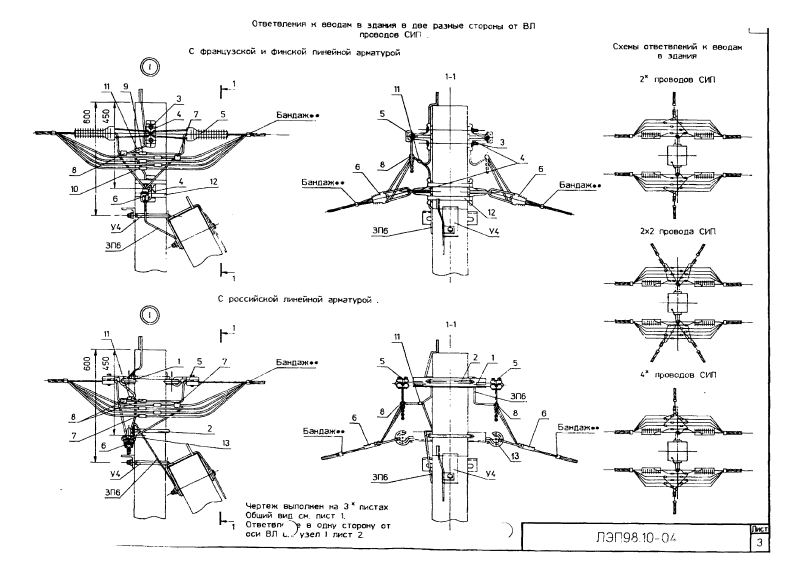 Ответвления к вводам в здания в две разные стороны от ВЛ
проводов СИП .
С французской и финской линейной арматурой
Схемы ответвлений к вводам
в здания
1
1
11
9
3
4
7
5
Бандаж**
600
450
8
10
6
4
12
У4
ЗП6
1
1-1
11
5
3
8
4
6
6
Бандаж**
Бандаж**
12
ЗП6
У4
2* проводов СИП
2х2 провода СИП
4* проводов СИП
С российской линейной арматурой .
1
1
11
1
5
7
Бандаж**
600
450
8
7
2
6
13
У4
ЗП6
1
1-1
11
2
1
5
5
ЗП6
8
8
6
6
Бандаж**
Бандаж**
13
ЗП6
У4
Чертеж выполнен на 3* листах
Общий вид см. лист 1.
в одну сторону от
оси ВЛ узел I лист 2.
ЛЭП98.10-04
Лист
3